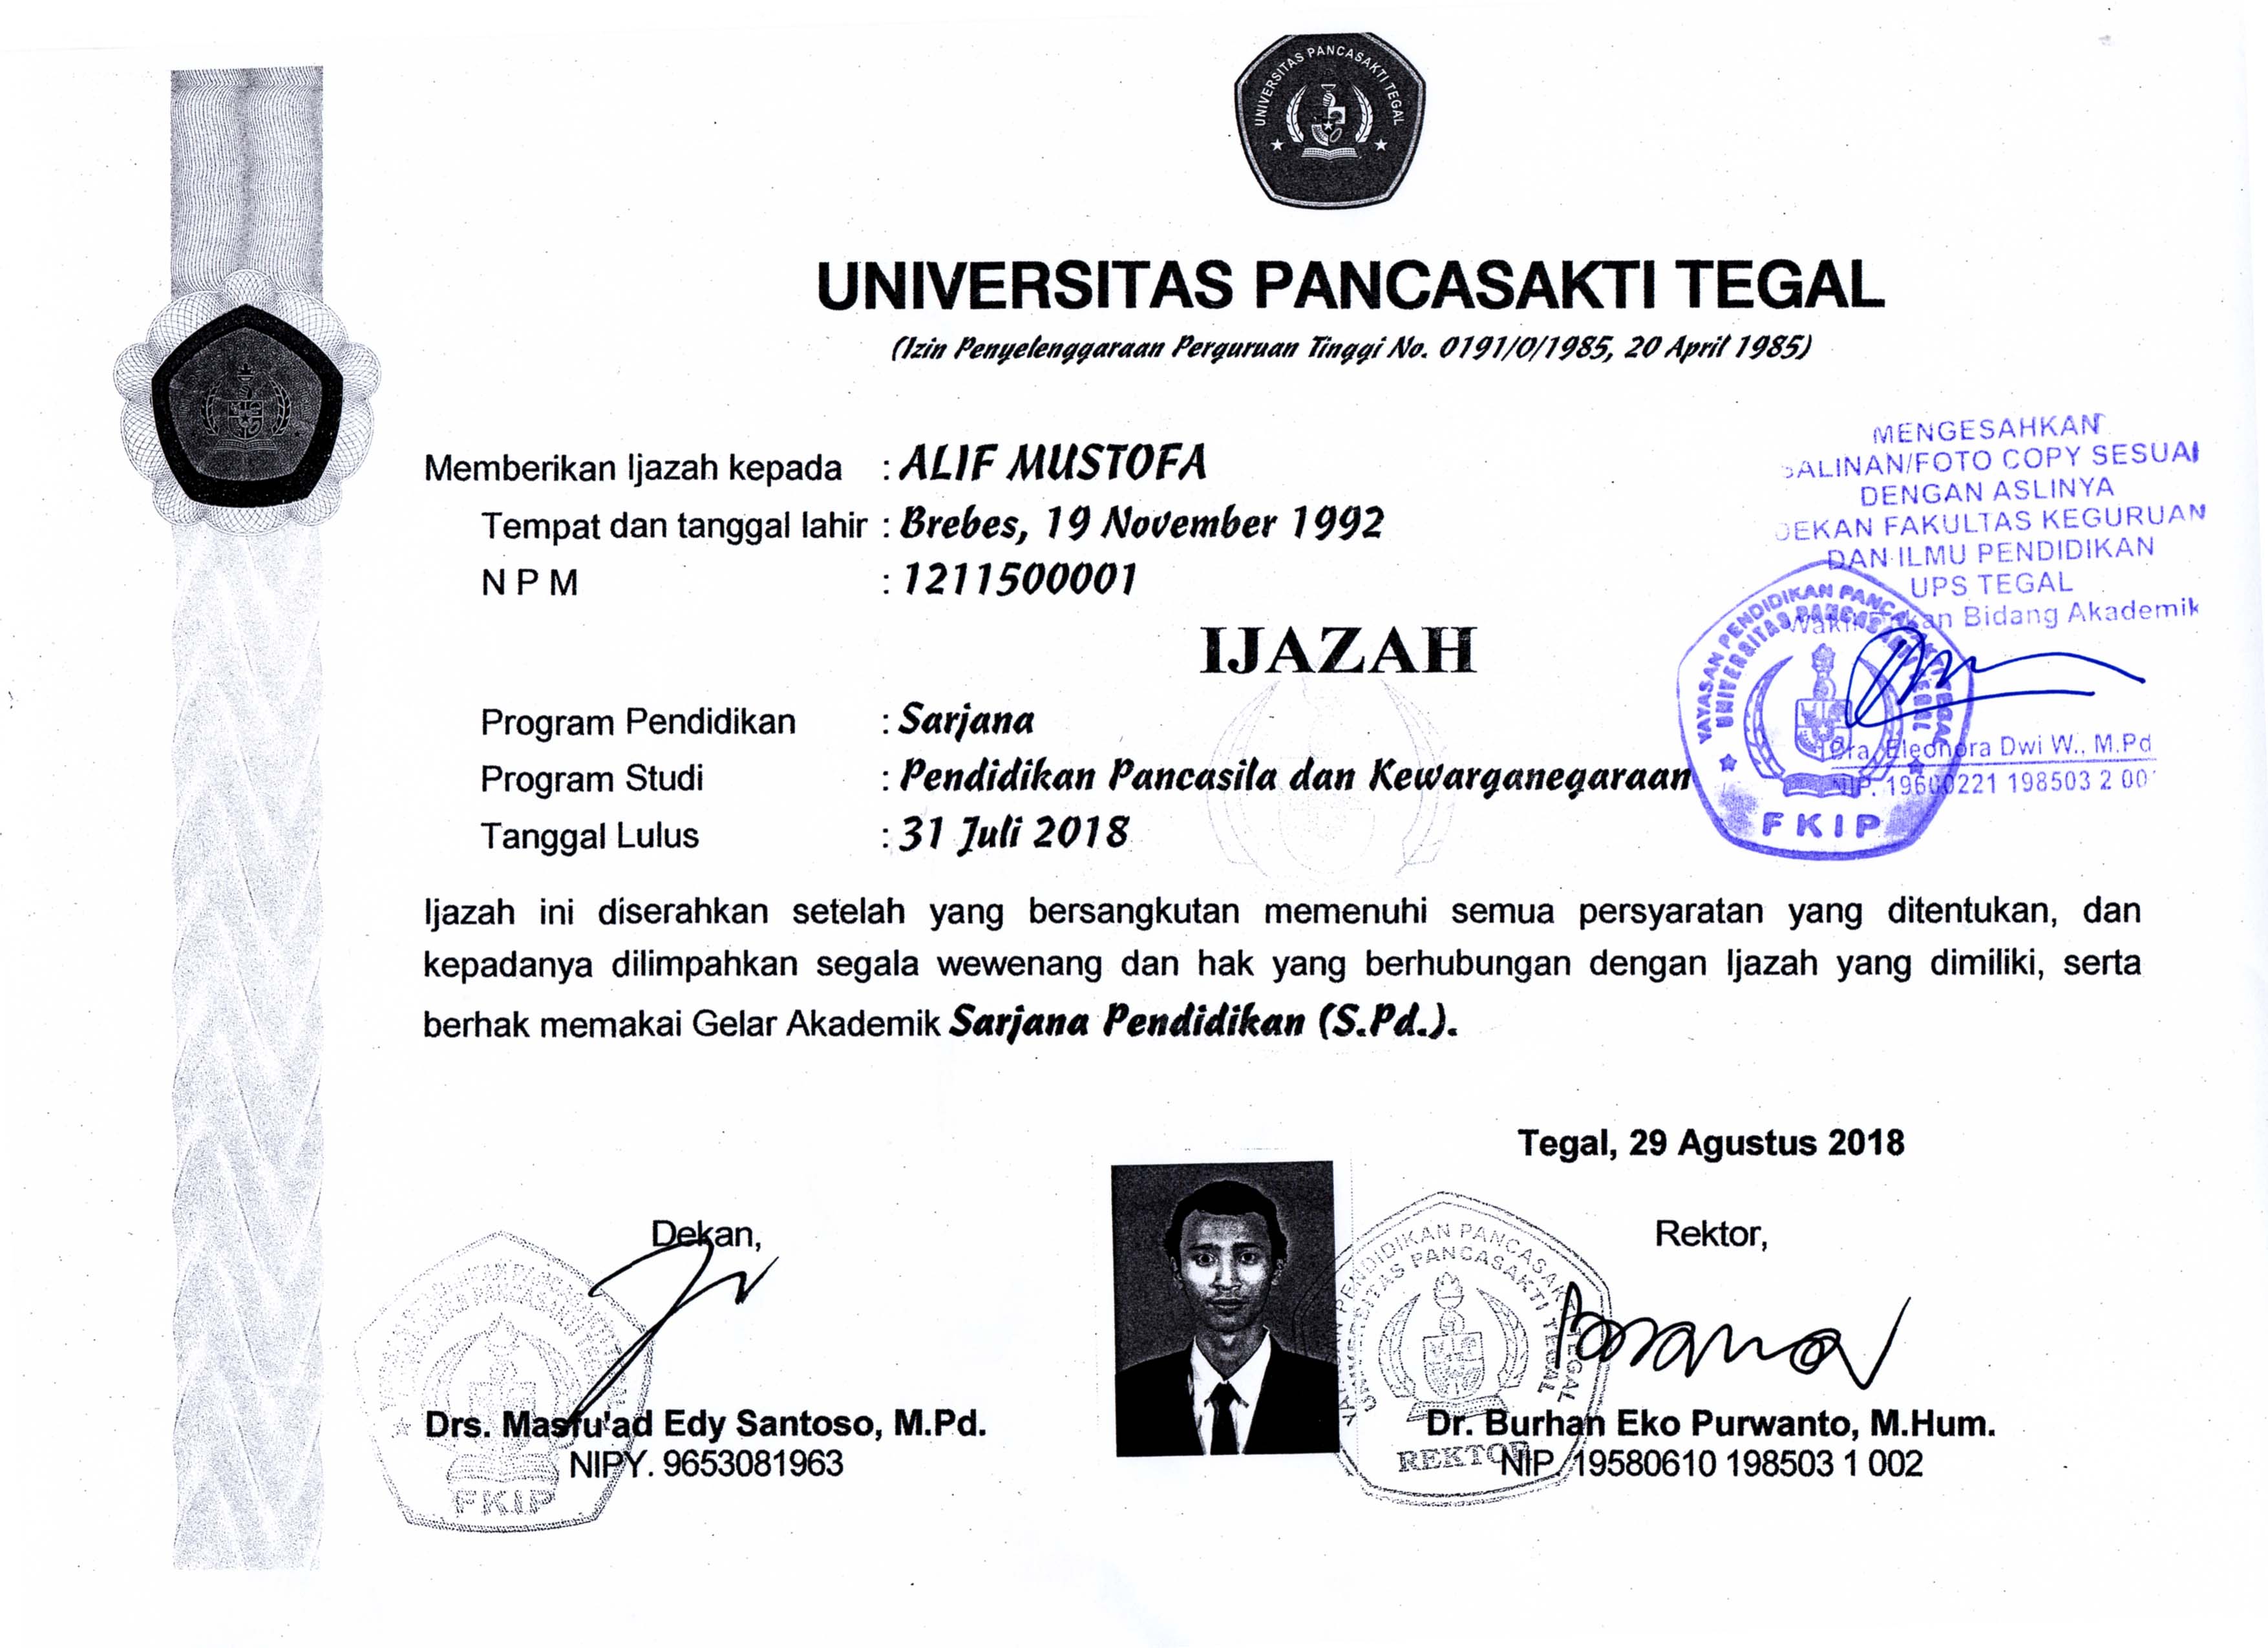 UNIVERSITAS PANCASAKTI TEGAL
UNIVERSITAS PANCASAKTI TEGAL
(Izin Penyelenggaraan Perguruan Tinggi No. 0191/0/1985, 20 April 1985)
Memberikan Ijazah kepada : ALIF MUSTOFA
Tempat dan tanggal lahir : Brebes, 19 November 1992
N P M : 1211500001
IJAZAH
Program Pendidikan : Sarjana
Program Studi : Pendidikan Pancasila dan Kewarganegaraan
Tanggal Lulus : 31 Juli 2018
MENGESAHKAN
SALINAN/FOTO COPY SESUAI
DENGAN ASLINYA
DEKAN FAKULTAS KEGURUAN
DAN ILMU PENDIDIKAN
UPS TEGAL
Bidang Akademik
YAYASAN PENDIDIKAN PANCASAKTI TEGAL
UNIVERSITAS PANCASAKTI TEGAL
Dra. Eleonora Dwi W., M.Pd
NIP. 19600221 198503 2 00
FKIP
Ijazah ini diserahkan setelah yang bersangkutan memenuhi semua persyaratan yang ditentukan, dan
kepadanya dilimpahkan segala wewenang dan hak yang berhubungan dengan Ijazah yang dimiliki, serta
berhak memakai Gelar Akademik Sarjana Pendidikan (S.Pd.).
Tegal, 29 Agustus 2018
Dekan,
Drs. Masfu'ad Edy Santoso, M.Pd.
NIPY. 9653081963
FKIP
Rektor,
PENDIDIKAN PANCASAKTI TEGAL
UNIVERSITAS PANCASAKTI TEGAL
Dr. Burhan Eko Purwanto, M.Hum.
REKTOR
NIP. 19580610 198503 1 002